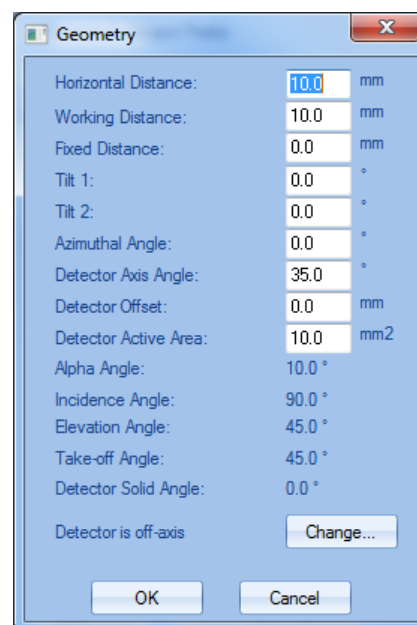 Geometry
Horizontal Distance: 10.0 mm
Working Distance: 10.0 mm
Fixed Distance: 0.0 mm
Tilt 1: 0.0 °
Tilt 2: 0.0 °
Azimuthal Angle: 0.0 °
Detector Axis Angle: 35.0 °
Detector Offset: 0.0 mm
Detector Active Area: 10.0 mm2
Alpha Angle: 10.0 °
Incidence Angle: 90.0 °
Elevation Angle: 45.0 °
Take-off Angle: 45.0 °
Detector Solid Angle: 0.0 °
Detector is off-axis Change...
OK Cancel